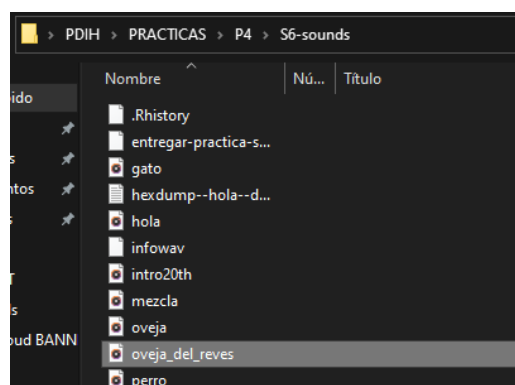 > PDIH > PRACTICAS > P4 > S6-sounds
Nombre Nú... Título
ido
.Rhistory
entregar-practica-s...
s gato
ntos hexdump--hola--d...
s hola
infowav
intro20th
mezcla
s oveja
oud BANN oveja_del_reves
perro